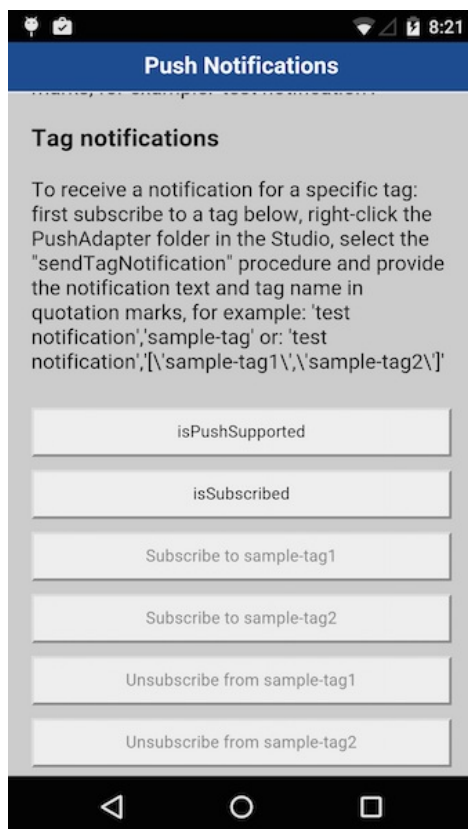 8:21
Push Notifications
Tag notifications
To receive a notification for a specific tag:
first subscribe to a tag below, right-click the
PushAdapter folder in the Studio, select the
"sendTagNotification" procedure and provide
the notification text and tag name in
quotation marks, for example: 'test
notification','sample-tag' or: 'test
notification','[\'sample-tag1\',\'sample-tag2\']'
isPushSupported
isSubscribed
Subscribe to sample-tag1
Subscribe to sample-tag2
Unsubscribe from sample-tag1
Unsubscribe from sample-tag2